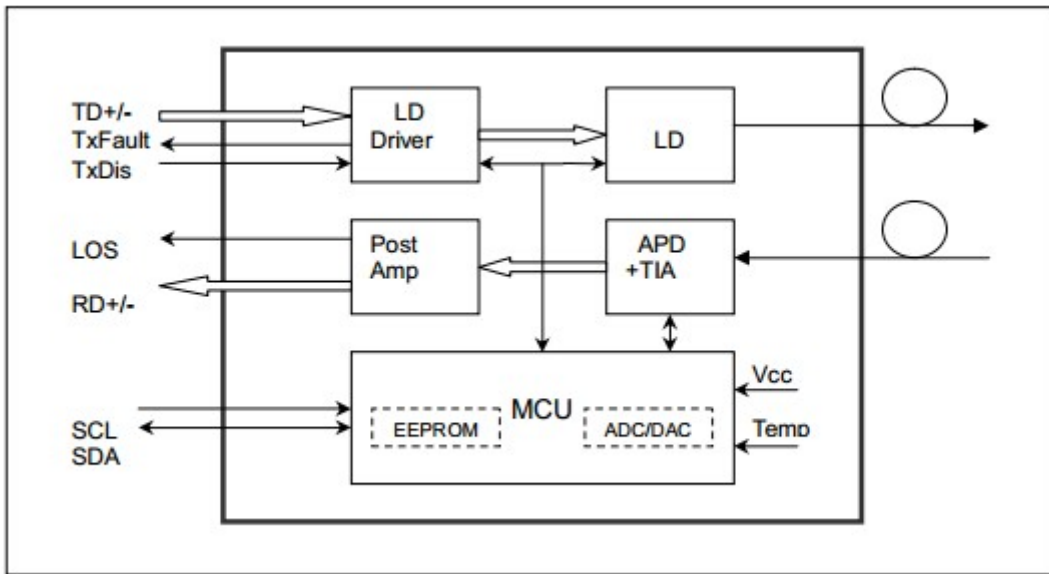 TD+/-
TxFault
TxDis
LD
Driver
LD
LOS
RD+/-
Post
Amp
APD
+TIA
SCL
SDA
MCU
EEPROM
ADC/DAC
Vcc
Temp